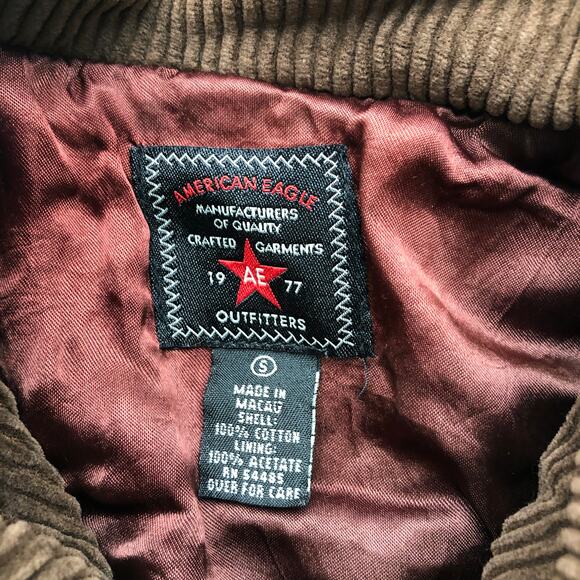 AMERICAN EAGLE
MANUFACTURERS
OF QUALITY
CRAFTED GARMENTS
19 AE 77
OUTFITTERS
S
MADE IN
MACAU
SHELL:
100% COTTON
LINING:
100% ACETATE
RN 54485
OVER FOR CARE